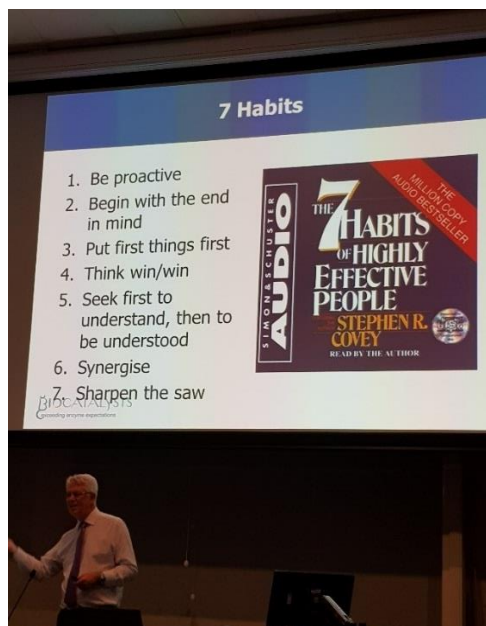 7 Habits
1. Be proactive
2. Begin with the end
in mind
3. Put first things first
4. Think win/win
5. Seek first to
understand, then to
be understood
6. Synergise
7. Sharpen the saw
BIOCATALYSTS
exceeding enzyme expectations
SIMON & SCHUSTER
AUDIO
THE
MILLION COPY
AUDIO BESTSELLER
THE
7 HABITS
OF HIGHLY
EFFECTIVE
PEOPLE
STEPHEN R.
COVEY
READ BY THE AUTHOR